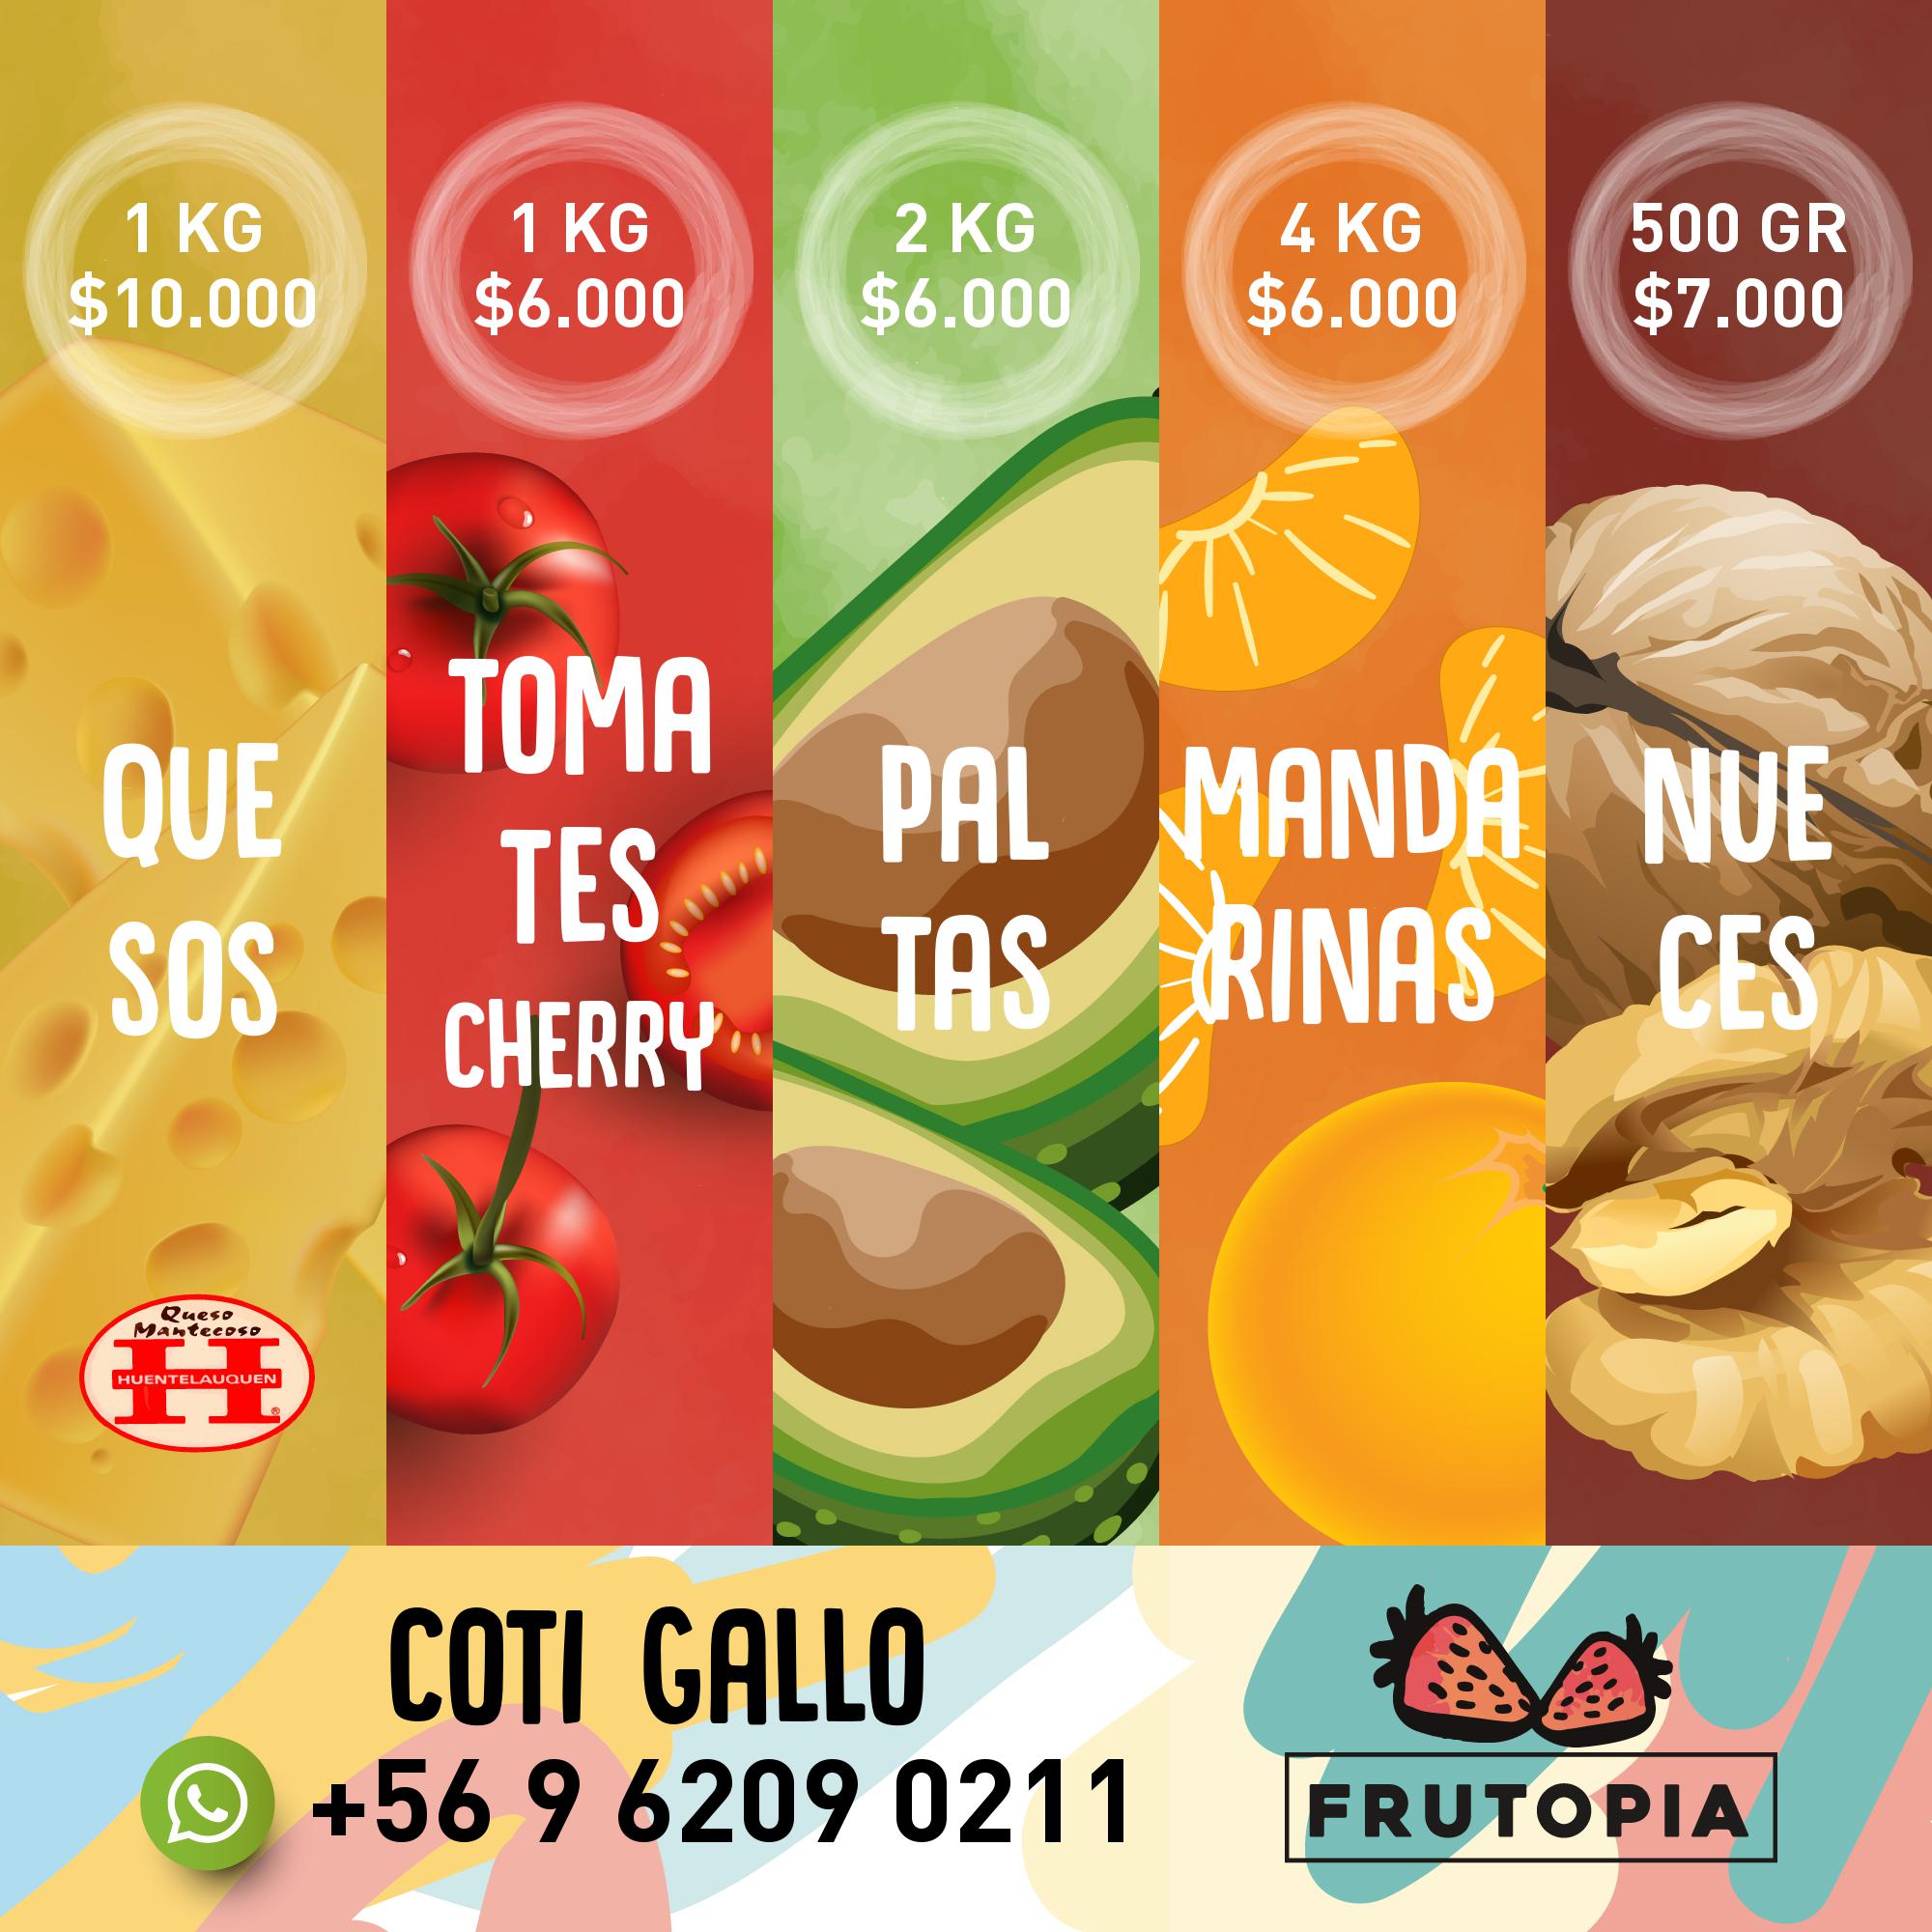 1 KG
$10.000
QUE
SOS
Queso
Mantecoso
H
HUENTELAUQUEN
®
1 KG
$6.000
TOMA
TES
CHERRY
2 KG
$6.000
PAL
TAS
4 KG
$6.000
MANDA
RINAS
500 GR
$7.000
NUE
CES
COTI GALLO
+56 9 6209 0211
FRUTOPIA